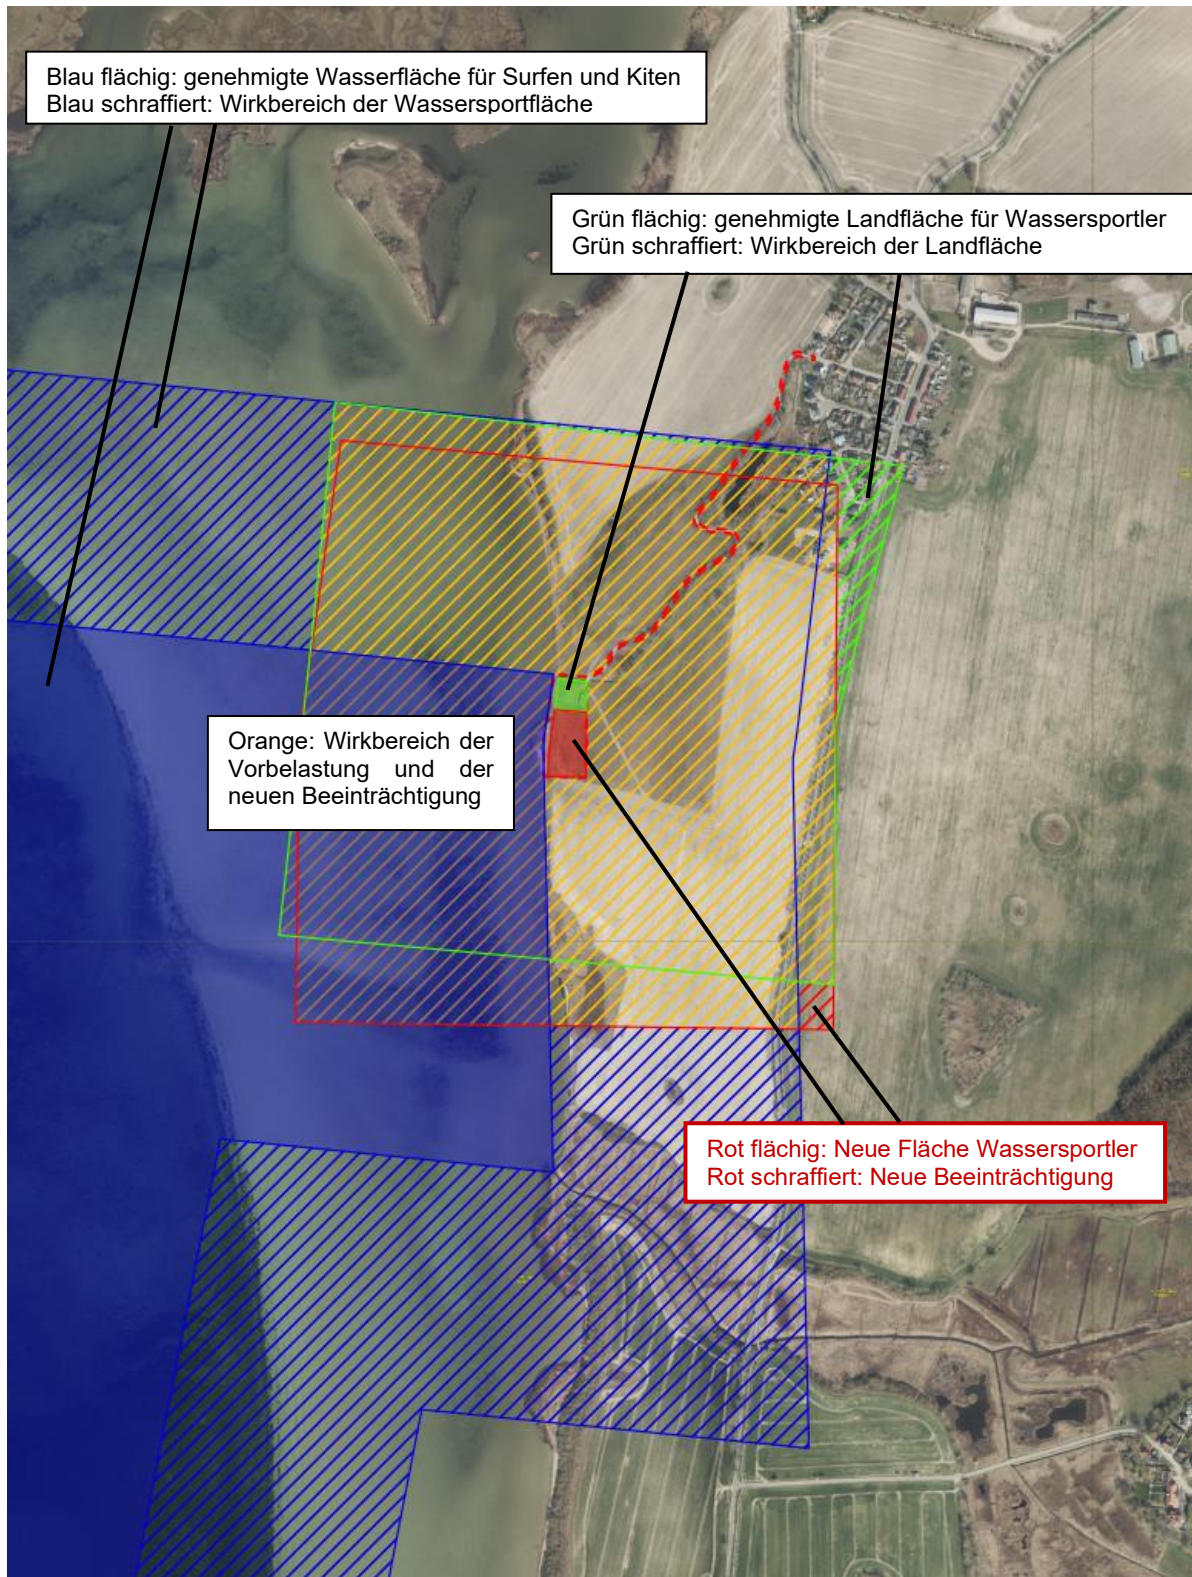 Blau flächig: genehmigte Wasserfläche für Surfen und Kiten
Blau schraffiert: Wirkbereich der Wassersportfläche
Grün flächig: genehmigte Landfläche für Wassersportler
Grün schraffiert: Wirkbereich der Landfläche
Orange: Wirkbereich der
Vorbelastung und der
neuen Beeinträchtigung
Rot flächig: Neue Fläche Wassersportler
Rot schraffiert: Neue Beeinträchtigung